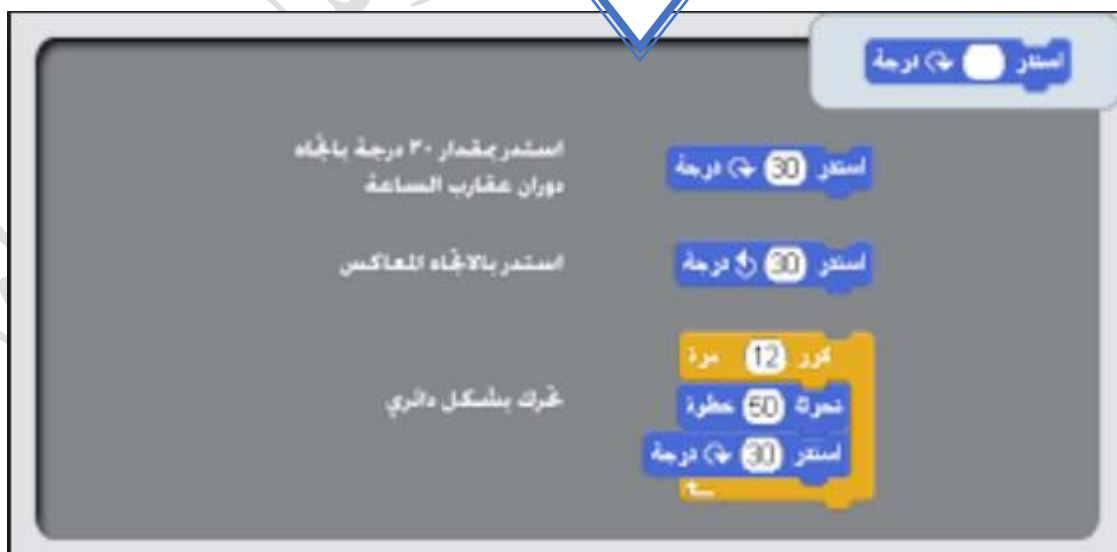 استدر درجة
استدر 30 درجة
استدر بمقدار ٣٠ درجة باتجاه
دوران عقارب الساعة
استدر 30 درجة
استدر بالاتجاه المعاكس
كرر 12 مرة
تحرك 50 خطوة
استدر 30 درجة
تحرك بشكل دائري